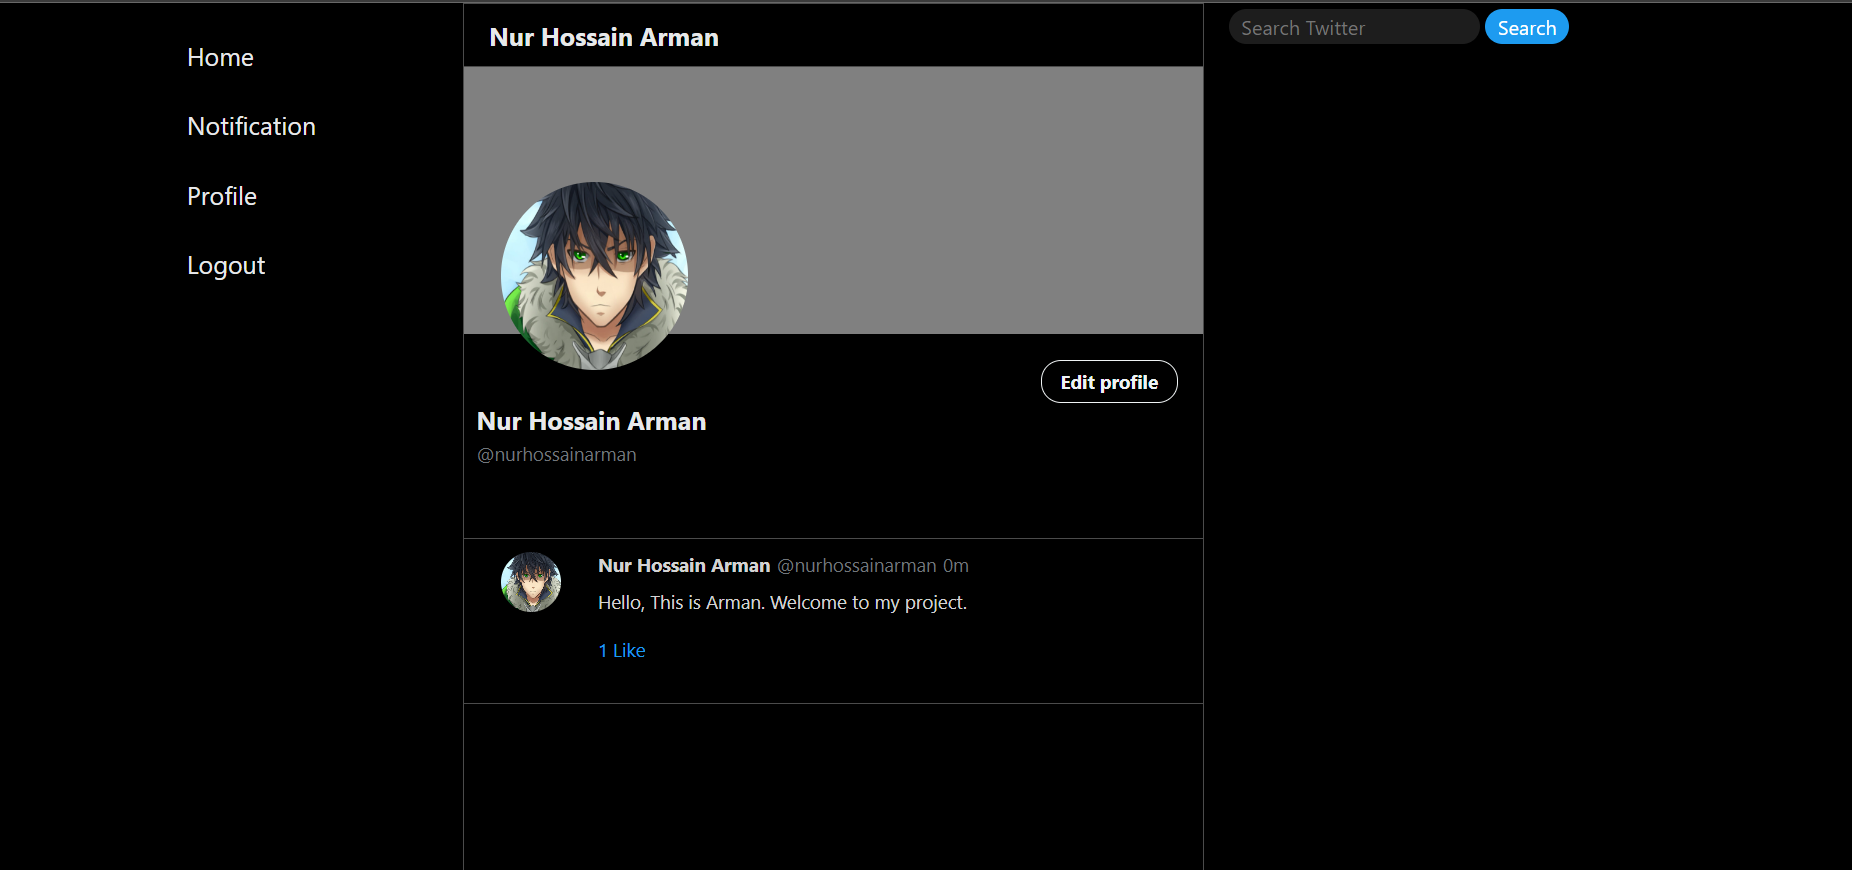 Home
Notification
Profile
Logout
Nur Hossain Arman
Edit profile
Nur Hossain Arman
@nurhossainarman
Nur Hossain Arman @nurhossainarman 0m
Hello, This is Arman. Welcome to my project.
1 Like
Search Twitter Search